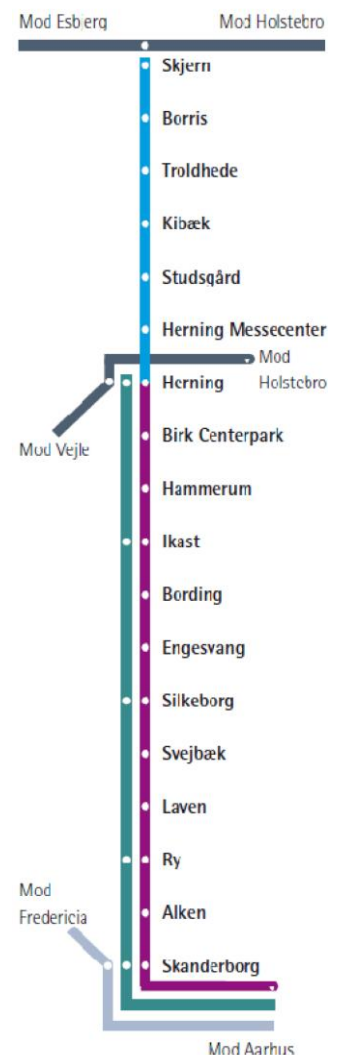 Mod Esbjerg
Mod Holstebro
Skjern
Borris
Troldhede
Kibæk
Studsgård
Herning Messecenter
Mod
Holstebro
Herning
Mod Vejle
Birk Centerpark
Hammerum
Ikast
Bording
Engesvang
Silkeborg
Svejbæk
Laven
Ry
Mod
Fredericia
Alken
Skanderborg
Mod Aarhus